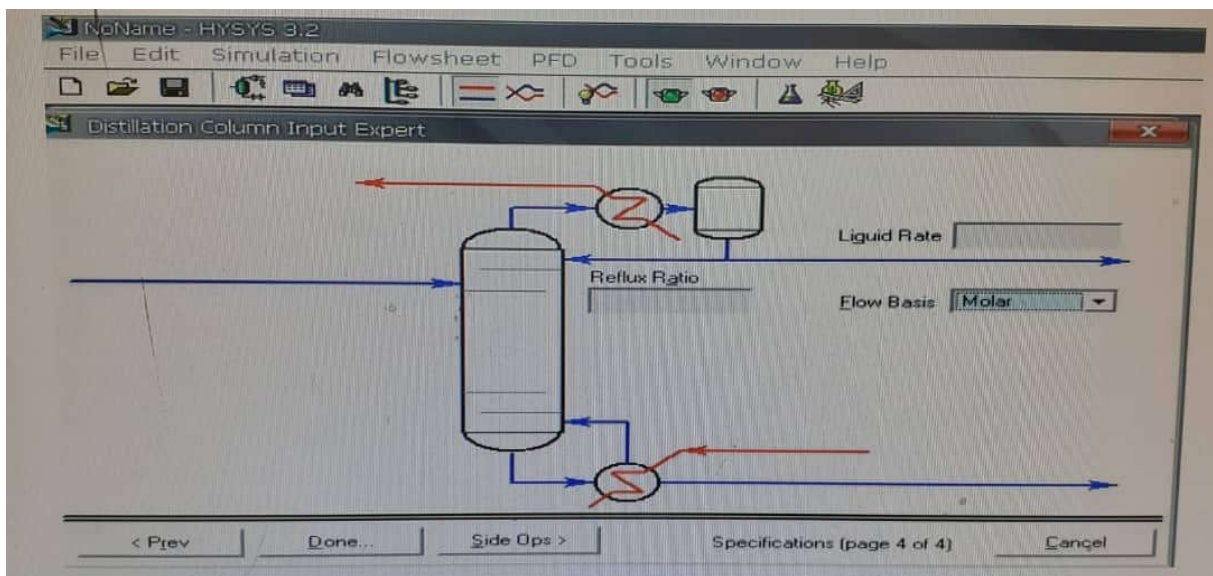 NoName - HYSYS 3.2
File Edit Simulation Flowsheet PFD Tools Window Help
Distillation Column Input Expert
Liquid Rate
Reflux Ratio
Flow Basis Molar
< Prev Done... Side Ops > Specifications (page 4 of 4) Cancel